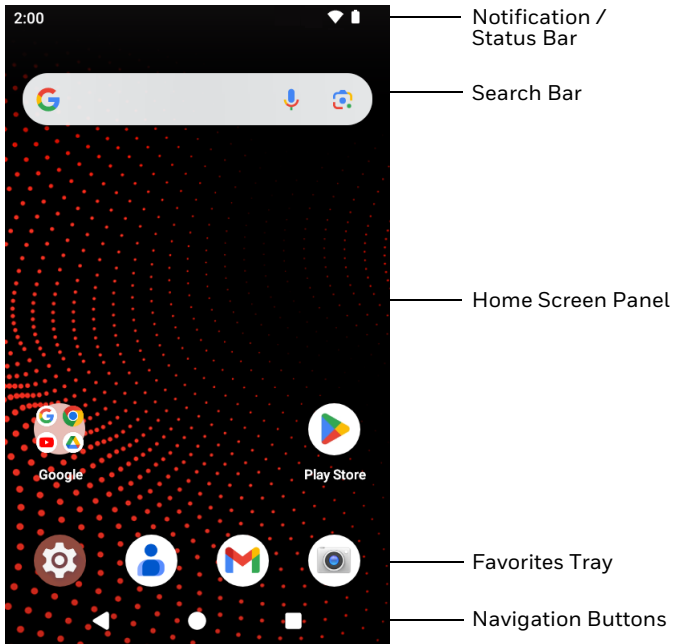 2:00
Notification /
Status Bar
Search Bar
Home Screen Panel
Google
Play Store
Favorites Tray
Navigation Buttons